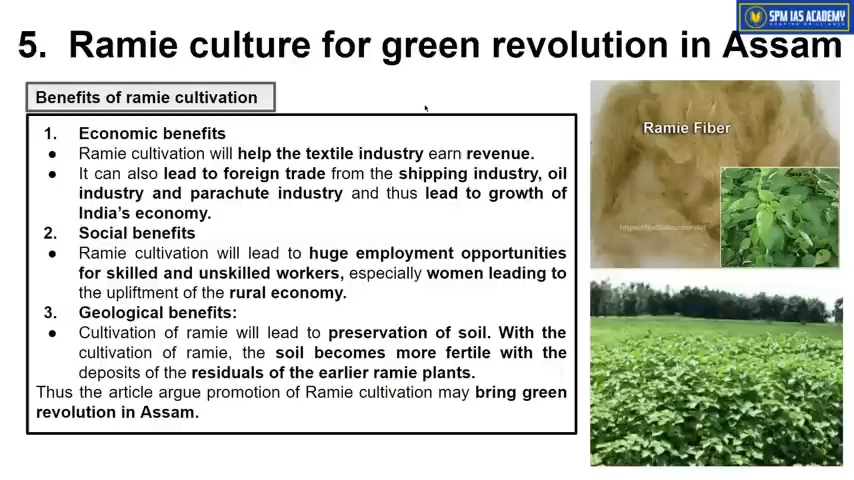 SPM IAS ACADEMY
5. Ramie culture for green revolution in Assam
Benefits of ramie cultivation
1. Economic benefits
● Ramie cultivation will help the textile industry earn revenue.
● It can also lead to foreign trade from the shipping industry, oil
industry and parachute industry and thus lead to growth of
India's economy.
2. Social benefits
● Ramie cultivation will lead to huge employment opportunities
for skilled and unskilled workers, especially women leading to
the upliftment of the rural economy.
3. Geological benefits:
● Cultivation of ramie will lead to preservation of soil. With the
cultivation of ramie, the soil becomes more fertile with the
deposits of the residuals of the earlier ramie plants.
Thus the article argue promotion of Ramie cultivation may bring green
revolution in Assam.
Ramie Fiber